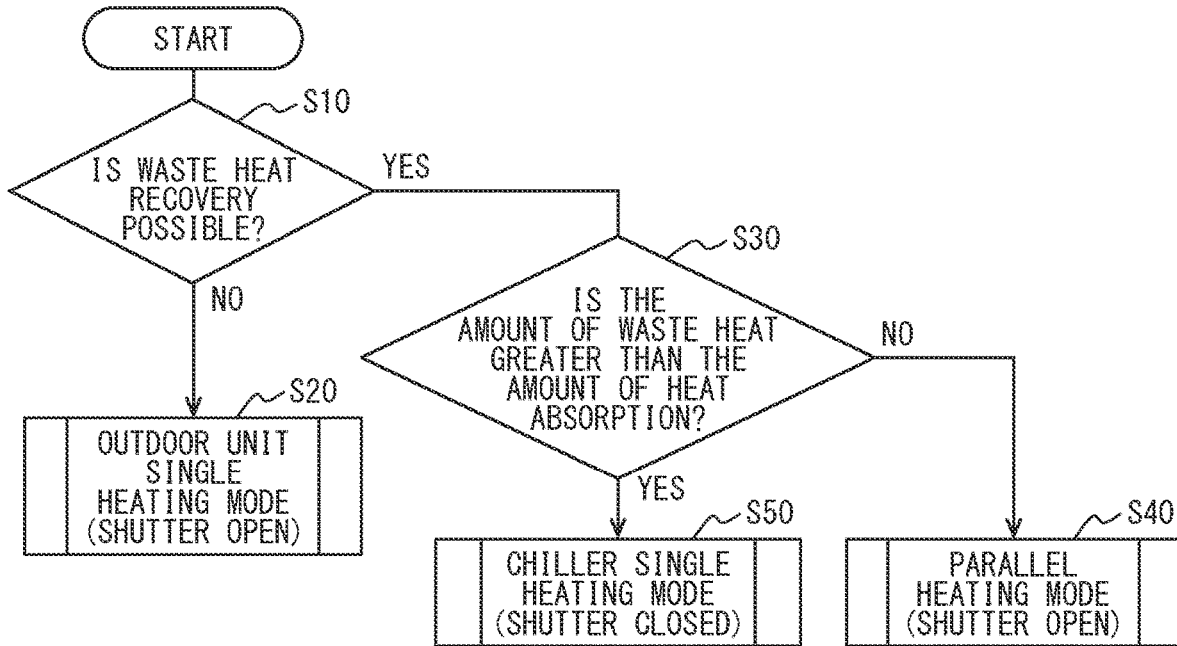 START
S10
IS WASTE HEAT
RECOVERY
POSSIBLE?
YES
NO
S20
OUTDOOR UNIT
SINGLE
HEATING MODE
(SHUTTER OPEN)
S30
IS THE
AMOUNT OF WASTE HEAT
GREATER THAN THE
AMOUNT OF HEAT
ABSORPTION?
NO
YES
S50
CHILLER SINGLE
HEATING MODE
(SHUTTER CLOSED)
S40
PARALLEL
HEATING MODE
(SHUTTER OPEN)